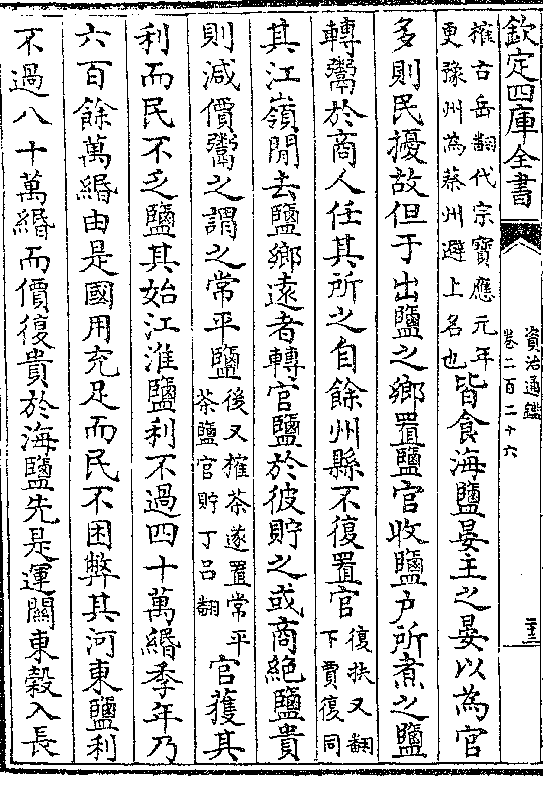 欽定四庫全書
資治通鑑
卷二百二十六
二十三
榷古岳翻代宗寶應元年
更豫州為蔡州避上名也
皆食海鹽晏主之晏以為官
多則民擾故但于出鹽之鄉置鹽官收鹽户所煮之鹽
轉鬻於商人任其所之自餘州縣不復置官
復扶又翻
下賈復同
其江嶺閒去鹽鄉遠者轉官鹽於彼貯之或商絶鹽貴
則減價鬻之謂之常平鹽
後又榷茶遂置常平
茶鹽官貯丁吕翻
官獲其
利而民不乏鹽其始江淮鹽利不過四十萬緡季年乃
六百餘萬緡由是國用充足而民不困弊其河東鹽利
不過八十萬緡而價復貴於海鹽先是運關東穀入長